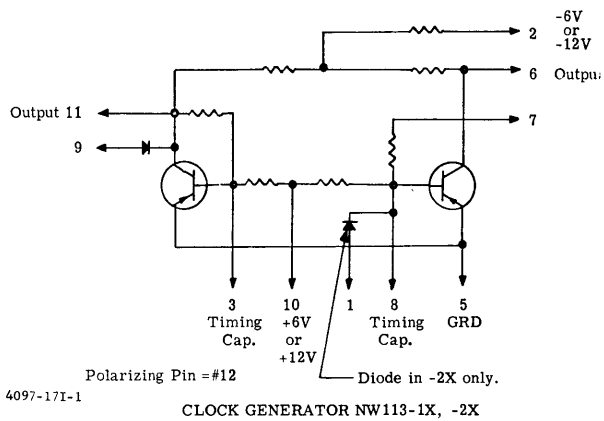 -6V
2 or
-12V
6 Outpu
Output 11
7
9
3 10 1 8 5
Timing +6V Timing GRD
Cap. or Cap.
+12V
Polarizing Pin = #12
Diode in -2X only.
4097-17I-1
CLOCK GENERATOR NW113-1X, -2X